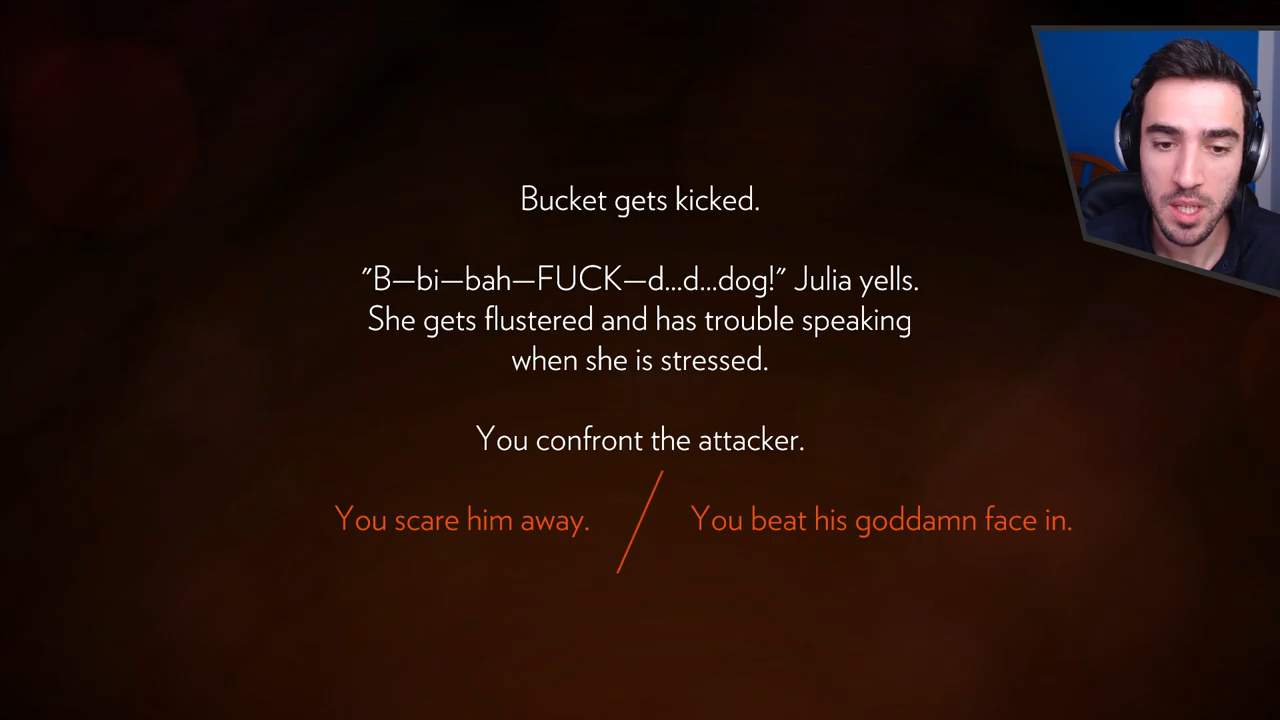 Bucket gets kicked.
"B—bi—bah—FUCK—d...d...dog!" Julia yells.
She gets flustered and has trouble speaking
when she is stressed.
You confront the attacker.
You scare him away. / You beat his goddamn face in.